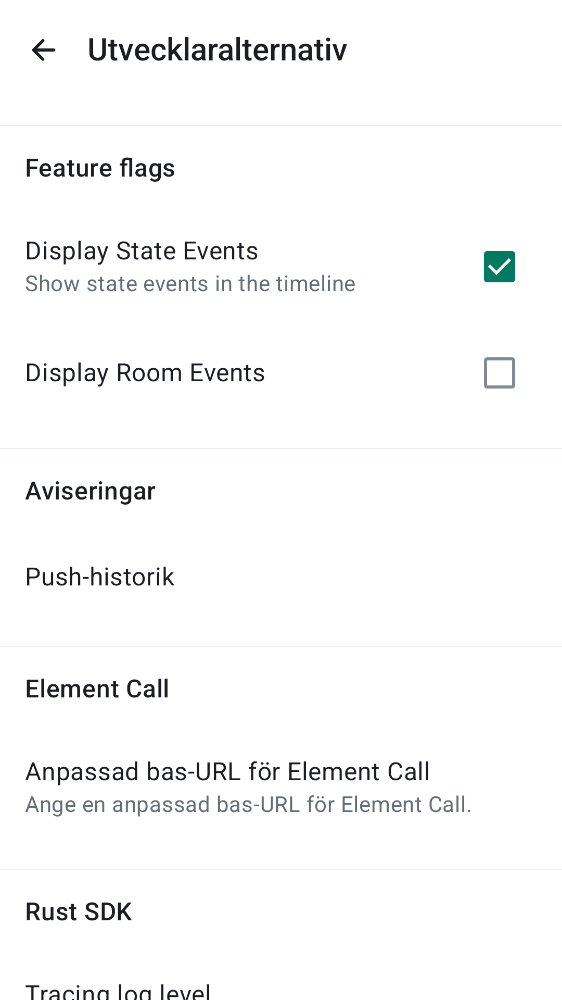 Utvecklaralternativ
Feature flags
Display State Events
Show state events in the timeline
Display Room Events
Aviseringar
Push-historik
Element Call
Anpassad bas-URL för Element Call
Ange en anpassad bas-URL för Element Call.
Rust SDK
Tracing log level